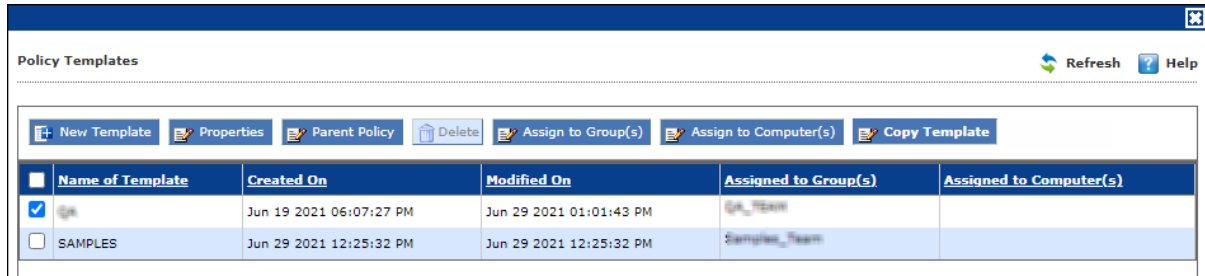 Policy Templates Refresh ? Help
New Template Properties Parent Policy Delete Assign to Group(s) Assign to Computer(s) Copy Template
Name of Template Created On Modified On Assigned to Group(s) Assigned to Computer(s)
Jun 19 2021 06:07:27 PM Jun 29 2021 01:01:43 PM
SAMPLES Jun 29 2021 12:25:32 PM Jun 29 2021 12:25:32 PM